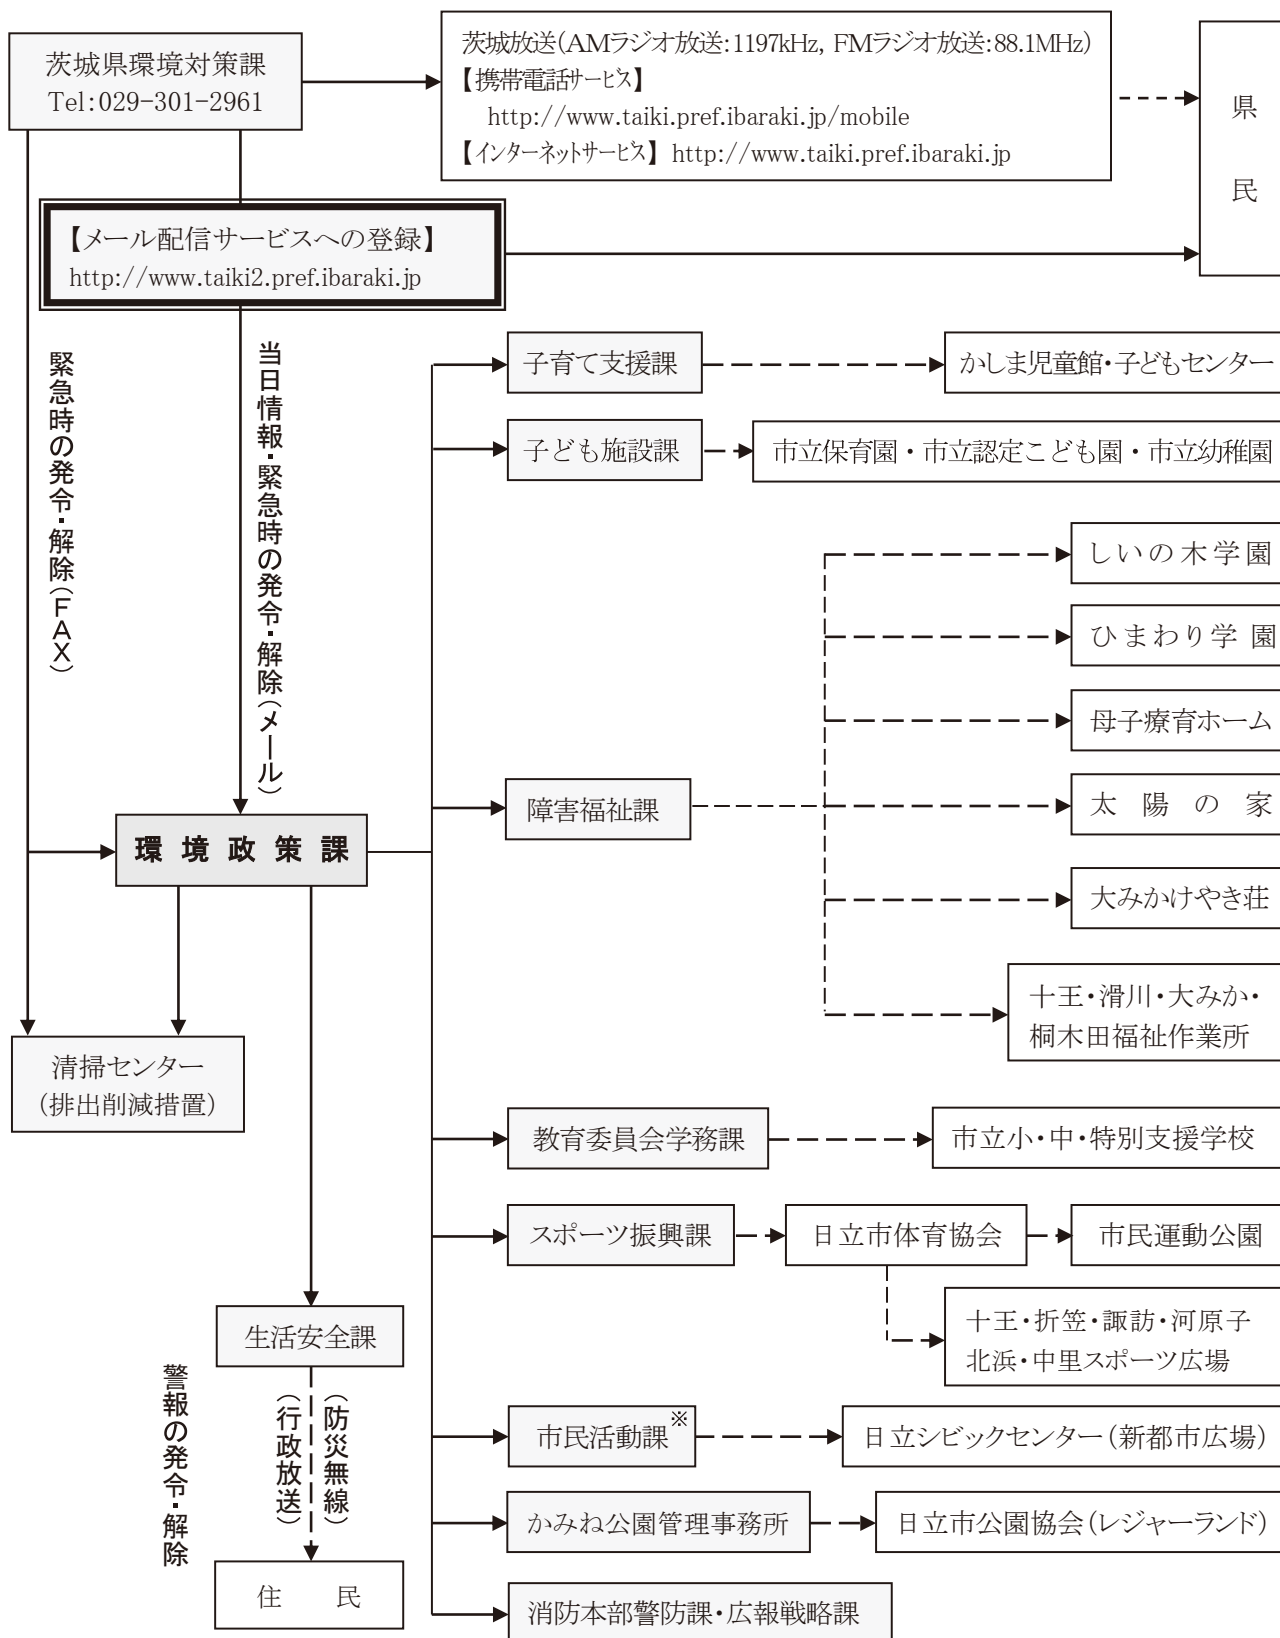 茨城県環境対策課
Tel:029-301-2961
茨城放送(AMラジオ放送:1197kHz, FMラジオ放送:88.1MHz)
【携帯電話サービス】
http://www.taiki.pref.ibaraki.jp/mobile
【インターネットサービス】 http://www.taiki.pref.ibaraki.jp
県民
【メール配信サービスへの登録】
http://www.taiki2.pref.ibaraki.jp
緊急時の発令・解除(FAX)
当日情報・緊急時の発令・解除(メール)
子育て支援課
かしま児童館・子どもセンター
子ども施設課
市立保育園・市立認定こども園・市立幼稚園
しいの木学園
ひまわり学園
母子療育ホーム
障害福祉課
太陽の家
環境政策課
大みかけやき荘
十王・滑川・大みか・
桐木田福祉作業所
清掃センター
(排出削減措置)
教育委員会学務課
市立小・中・特別支援学校
スポーツ振興課
日立市体育協会
市民運動公園
十王・折笠・諏訪・河原子
北浜・中里スポーツ広場
生活安全課
警報の発令・解除
(防災無線)
(行政放送)
市民活動課※
日立シビックセンター(新都市広場)
かみね公園管理事務所
日立市公園協会(レジャーランド)
住民
消防本部警防課・広報戦略課